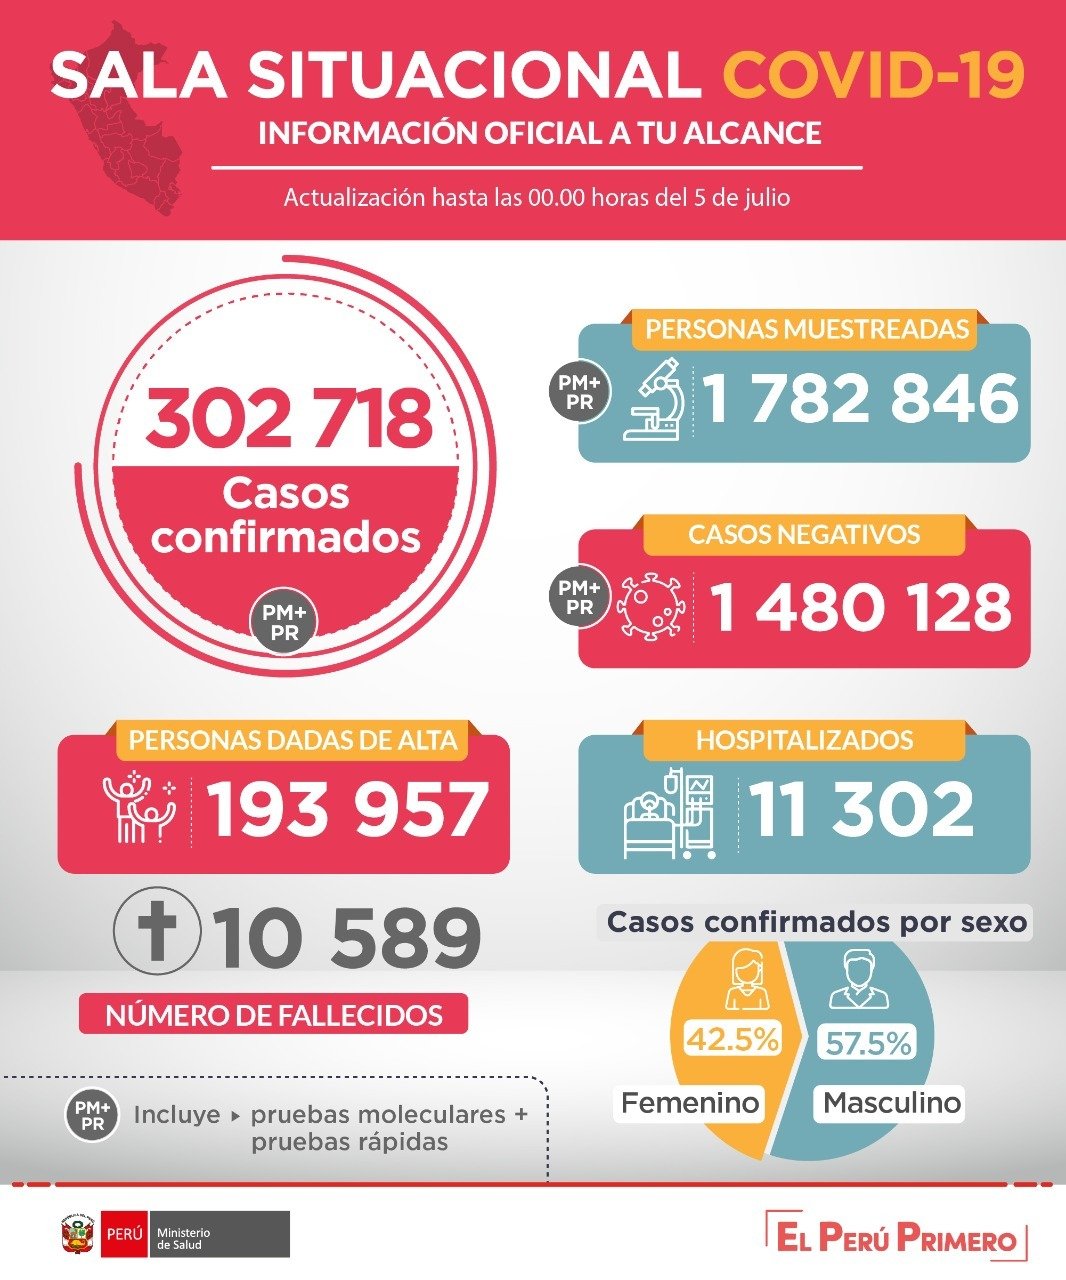 SALA SITUACIONAL COVID-19
INFORMACIÓN OFICIAL A TU ALCANCE
Actualización hasta las 00.00 horas del 5 de julio
302 718
Casos
confirmados
PM+
PR
PERSONAS MUESTREADAS
PM+
PR
1 782 846
CASOS NEGATIVOS
PM+
PR
1 480 128
PERSONAS DADAS DE ALTA
193 957
HOSPITALIZADOS
11 302
10 589
NÚMERO DE FALLECIDOS
Casos confirmados por sexo
42.5%
57.5%
Femenino
Masculino
PM+
PR
Incluye ▸ pruebas moleculares +
pruebas rápidas
PERÚ
Ministerio
de Salud
EL PERÚ PRIMERO